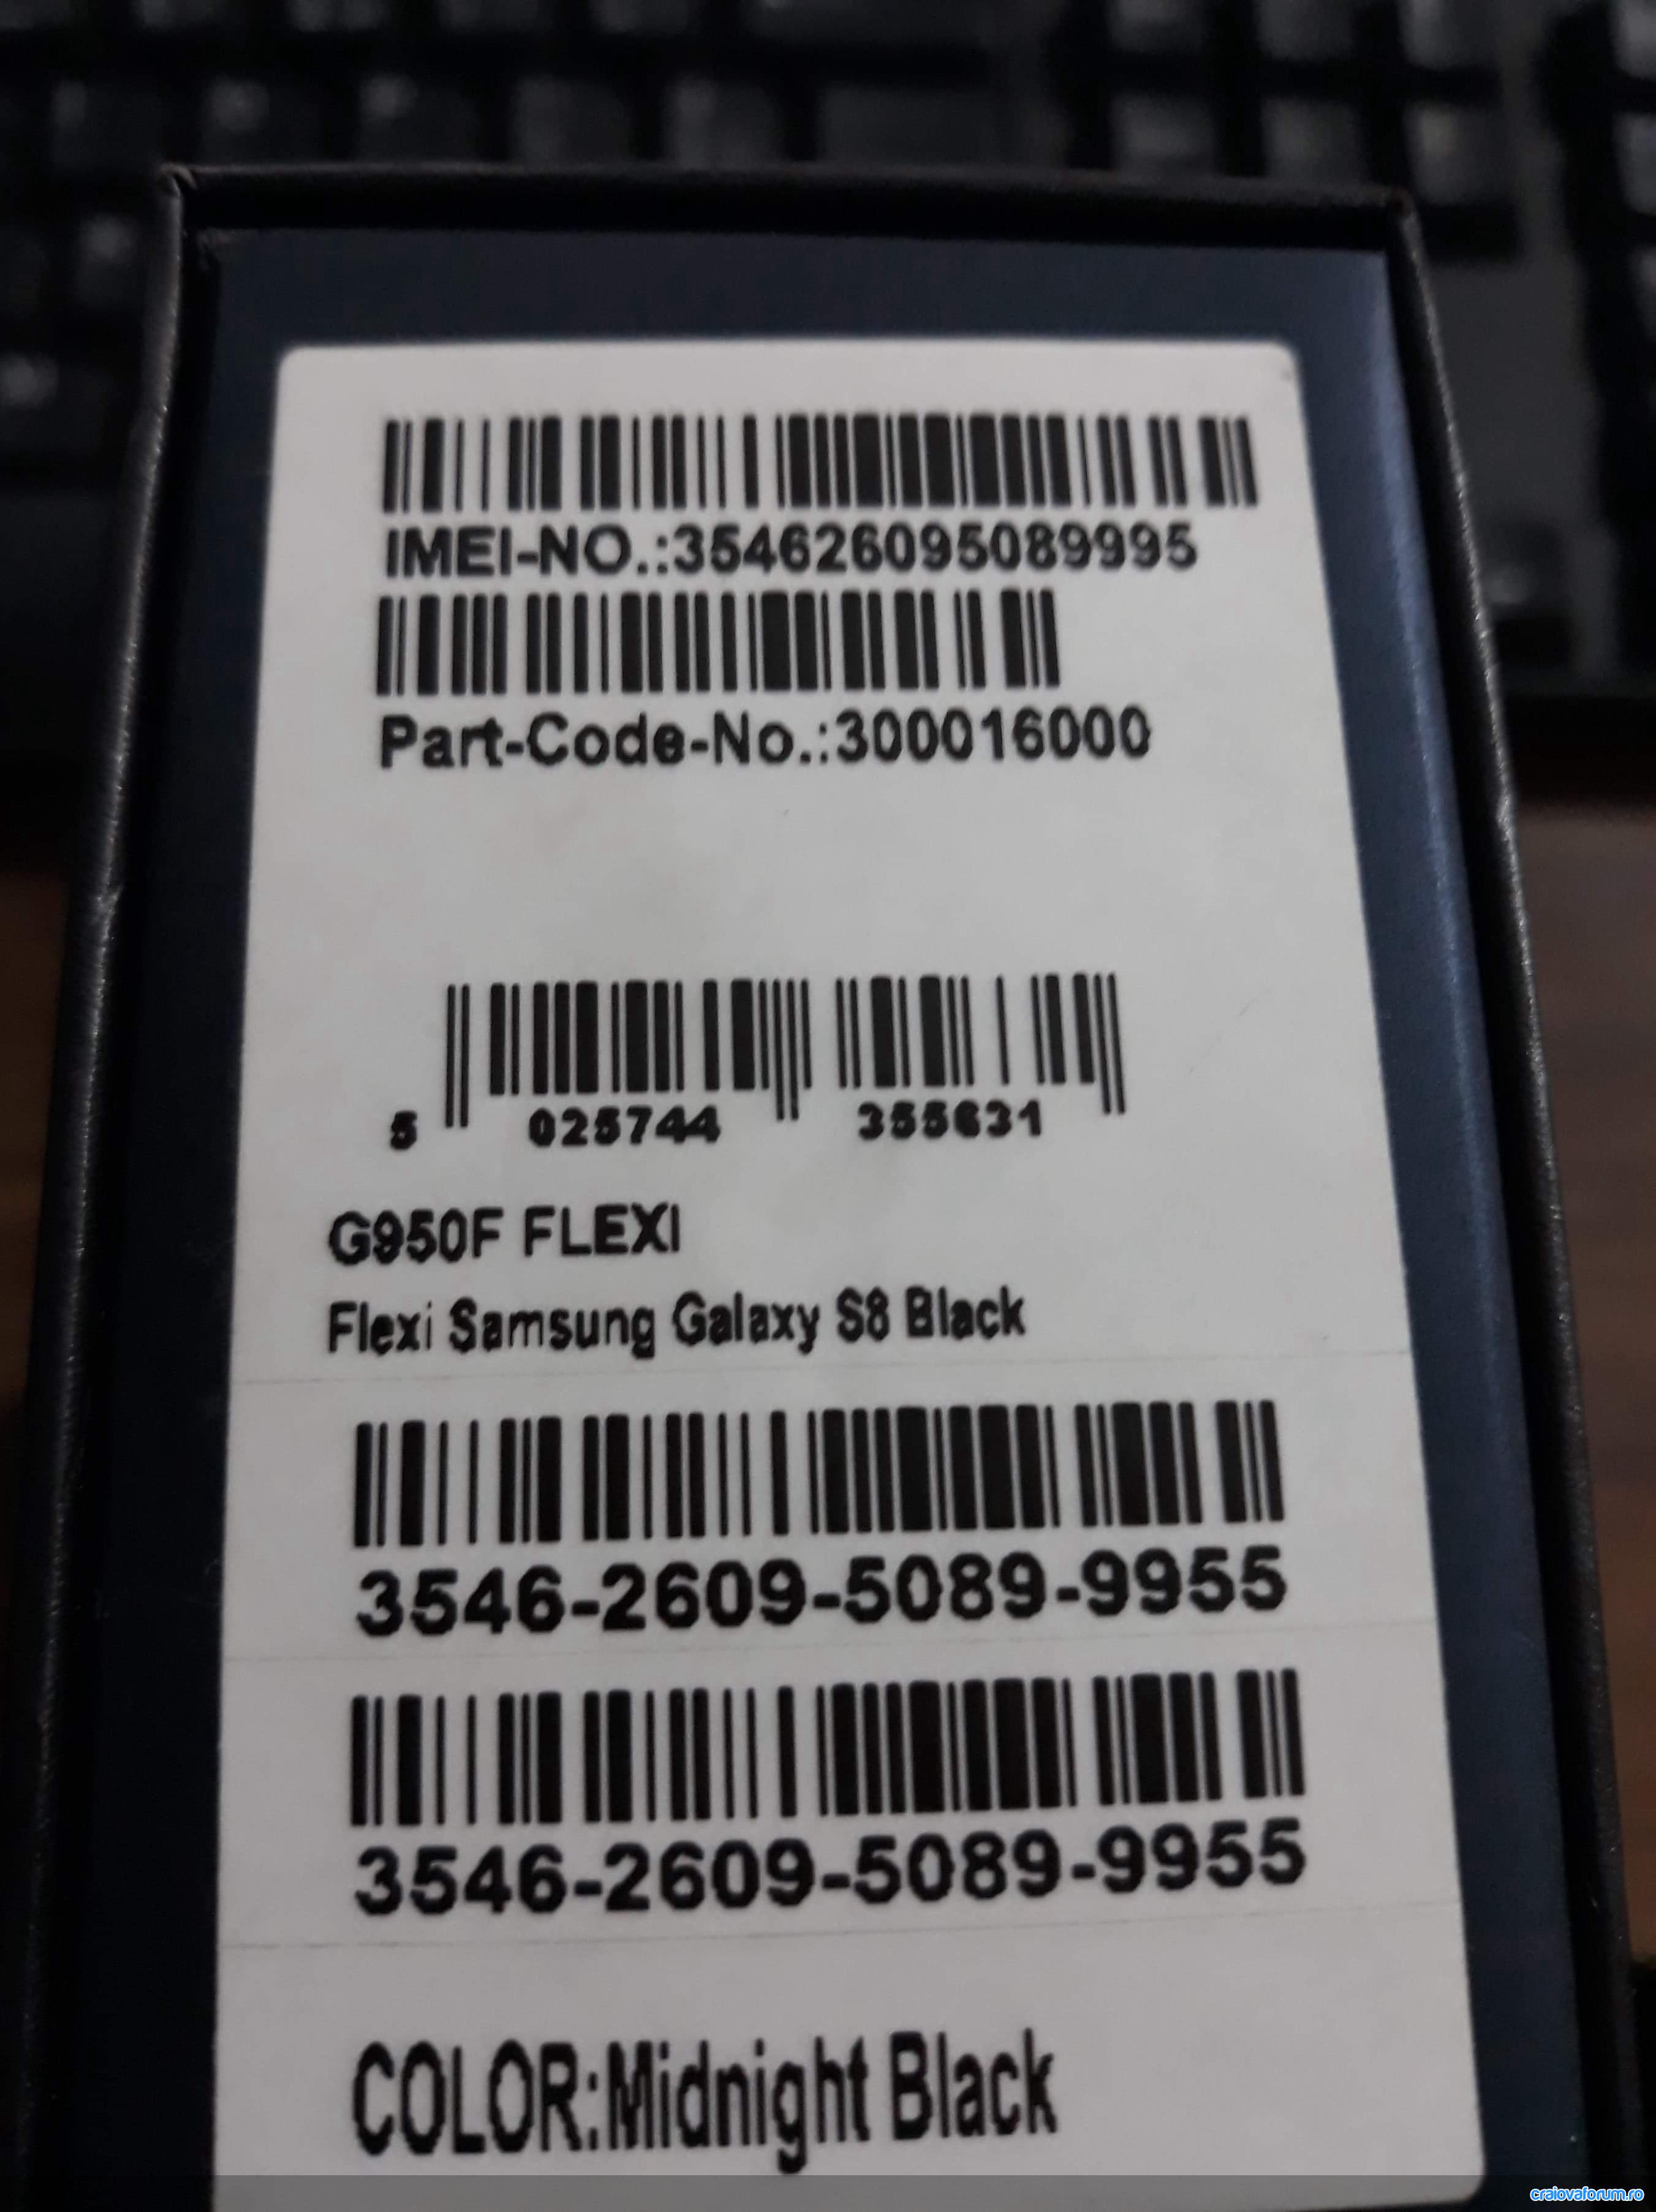 IMEI-NO.:354626095089995
Part-Code-No.:300016000
5 025744 355631
G950F FLEXI
Flexi Samsung Galaxy S8 Black
3546-2609-5089-9955
3546-2609-5089-9955
COLOR:Midnight Black
craiovaforum.ro